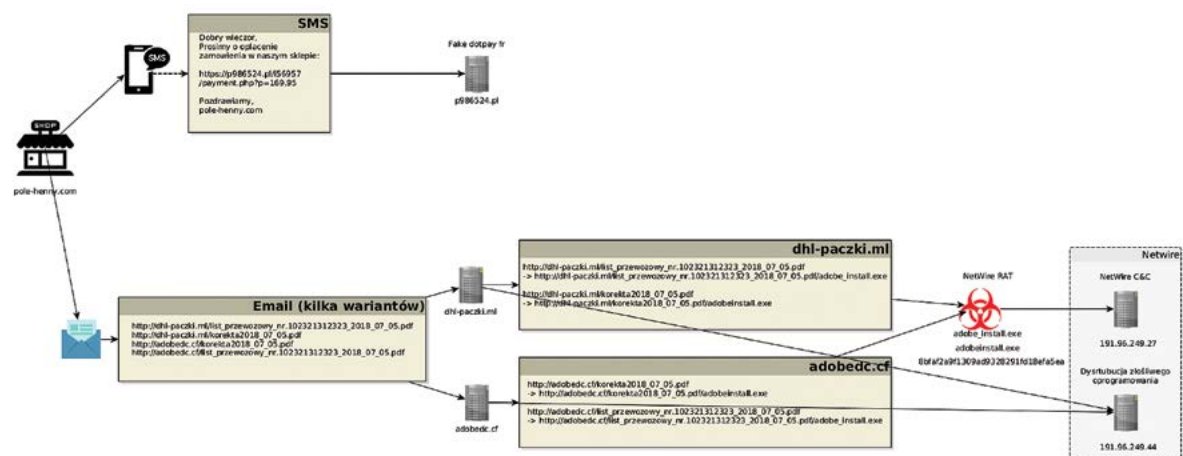 SMS
Dobry wieczor,
Prosimy o oplacenie
zamowienia w naszym sklepie:
https://p986524.pl/l56957
/payment.php?p=169.95
Pozdrawiamy,
pole-henny.com
SMS
Fake dotpay fr
p986524.pl
SHOP
pole-henny.com
Email (kilka wariantów)
http://dhl-paczki.ml/list_przewozowy_nr.102321312323_2018_07_05.pdf
http://dhl-paczki.ml/korekta2018_07_05.pdf
http://adobedc.cf/korekta2018_07_05.pdf
http://adobedc.cf/list_przewozowy_nr.102321312323_2018_07_05.pdf
dhl-paczki.ml
adobedc.cf
dhl-paczki.ml
http://dhl-paczki.ml/list_przewozowy_nr.102321312323_2018_07_05.pdf
-> http://dhl-paczki.ml/list_przewozowy_nr.102321312323_2018_07_05.pdf/adobe_install.exe
http://dhl-paczki.ml/korekta2018_07_05.pdf
-> http://dhl-paczki.ml/korekta2018_07_05.pdf/adobeinstall.exe
adobedc.cf
http://adobedc.cf/korekta2018_07_05.pdf
-> http://adobedc.cf/korekta2018_07_05.pdf/adobeinstall.exe
http://adobedc.cf/list_przewozowy_nr.102321312323_2018_07_05.pdf
-> http://adobedc.cf/list_przewozowy_nr.102321312323_2018_07_05.pdf/adobe_install.exe
NetWire RAT
adobe_install.exe
adobeinstall.exe
8bfaf2a9f1309ad9328291fd18efa5ea
Netwire
NetWire C&C
191.96.249.27
Dysrtubucja złośliwego
oprogramowania
191.96.249.44